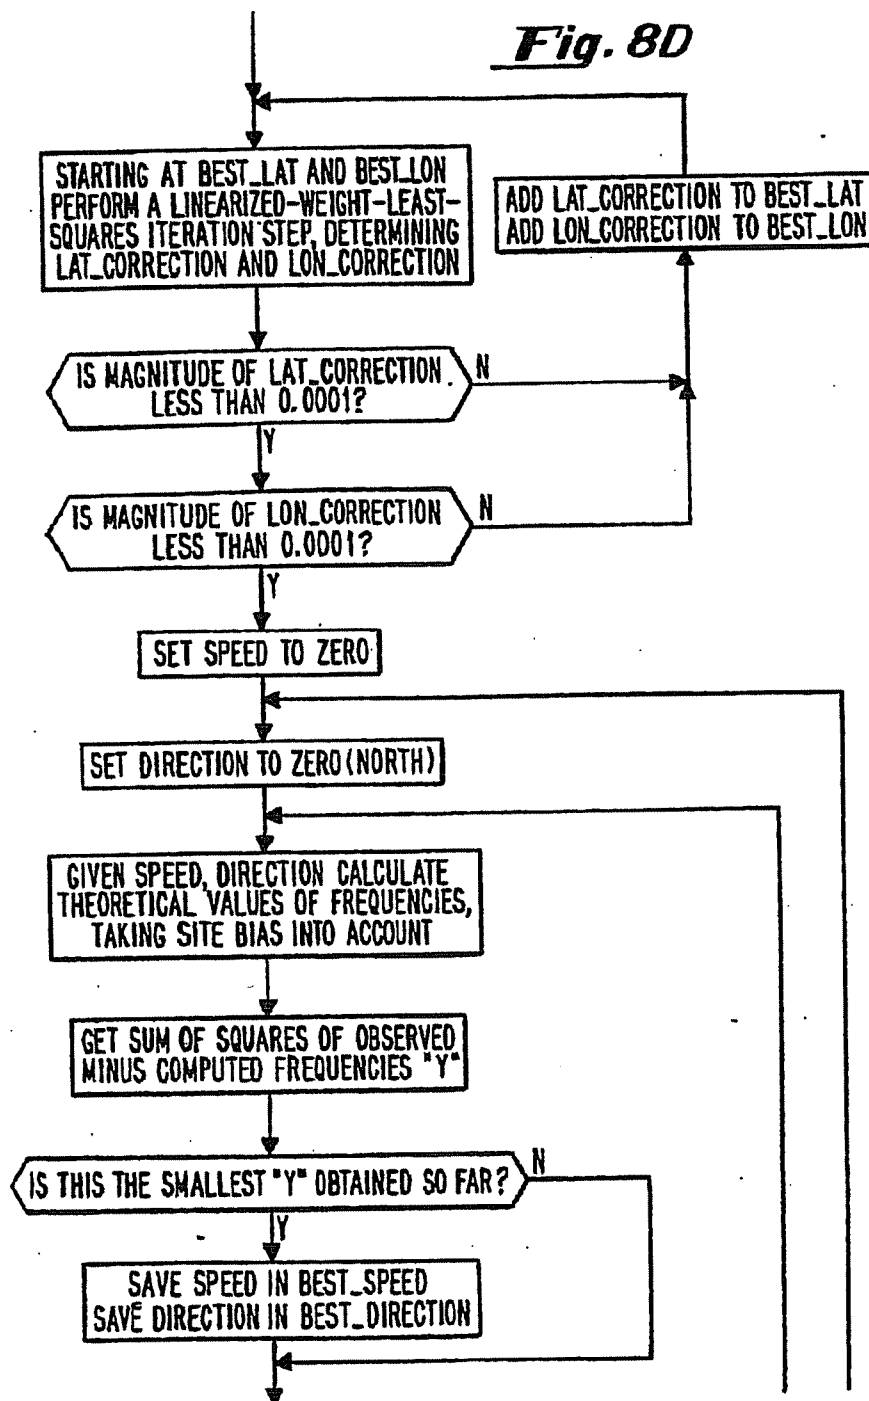 Fig. 8D
STARTING AT BEST_LAT AND BEST_LON
PERFORM A LINEARIZED-WEIGHT-LEAST-
SQUARES ITERATION STEP, DETERMINING
LAT_CORRECTION AND LON_CORRECTION
ADD LAT_CORRECTION TO BEST_LAT
ADD LON_CORRECTION TO BEST_LON
IS MAGNITUDE OF LAT_CORRECTION
LESS THAN 0.0001?
N
Y
IS MAGNITUDE OF LON_CORRECTION
LESS THAN 0.0001?
N
Y
SET SPEED TO ZERO
SET DIRECTION TO ZERO(NORTH)
GIVEN SPEED, DIRECTION CALCULATE
THEORETICAL VALUES OF FREQUENCIES,
TAKING SITE BIAS INTO ACCOUNT
GET SUM OF SQUARES OF OBSERVED
MINUS COMPUTED FREQUENCIES "Y"
IS THIS THE SMALLEST "Y" OBTAINED SO FAR?
N
Y
SAVE SPEED IN BEST_SPEED
SAVE DIRECTION IN BEST_DIRECTION